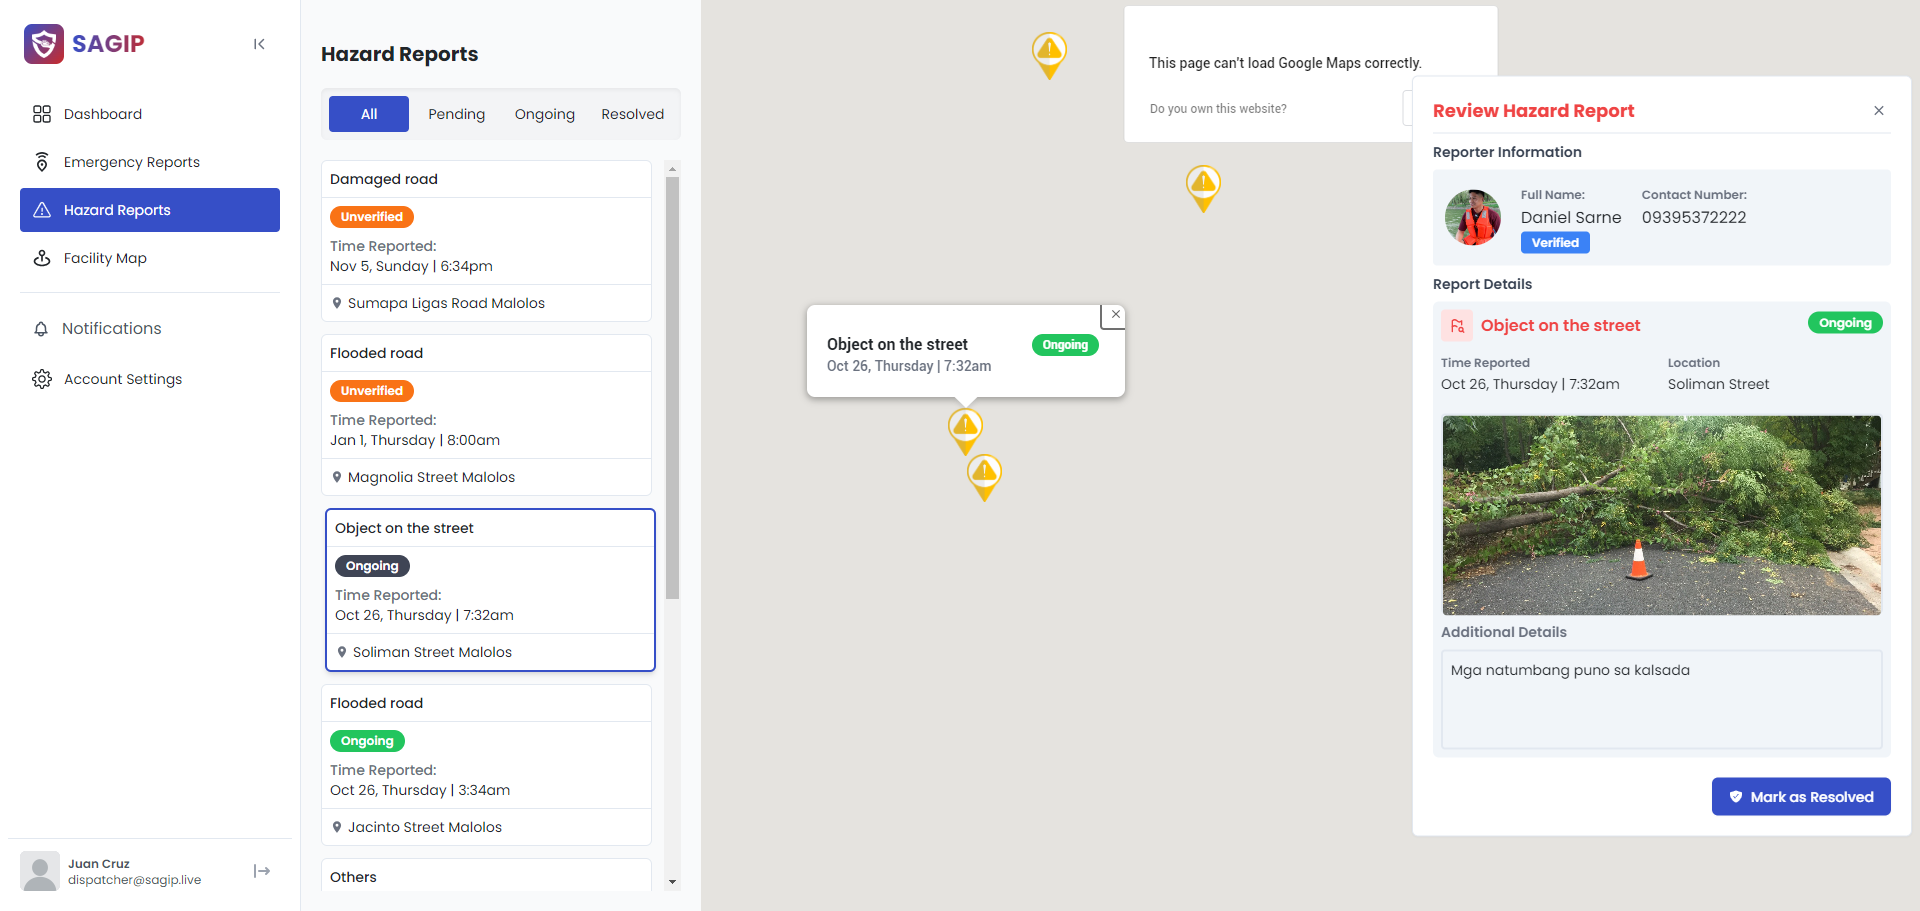 SAGIP
Dashboard
Emergency Reports
Hazard Reports
Facility Map
Notifications
Account Settings
Juan Cruz
dispatcher@sagip.live
Hazard Reports
All Pending Ongoing Resolved
Damaged road
Unverified
Time Reported:
Nov 5, Sunday | 6:34pm
Sumapa Ligas Road Malolos
Flooded road
Unverified
Time Reported:
Jan 1, Thursday | 8:00am
Magnolia Street Malolos
Object on the street
Ongoing
Time Reported:
Oct 26, Thursday | 7:32am
Soliman Street Malolos
Flooded road
Ongoing
Time Reported:
Oct 26, Thursday | 3:34am
Jacinto Street Malolos
Others
This page can't load Google Maps correctly.
Do you own this website?
Object on the street Ongoing
Oct 26, Thursday | 7:32am
Review Hazard Report
Reporter Information
Full Name: Contact Number:
Daniel Sarne 09395372222
Verified
Report Details
Object on the street Ongoing
Time Reported Location
Oct 26, Thursday | 7:32am Soliman Street
Additional Details
Mga natumbang puno sa kalsada
Mark as Resolved